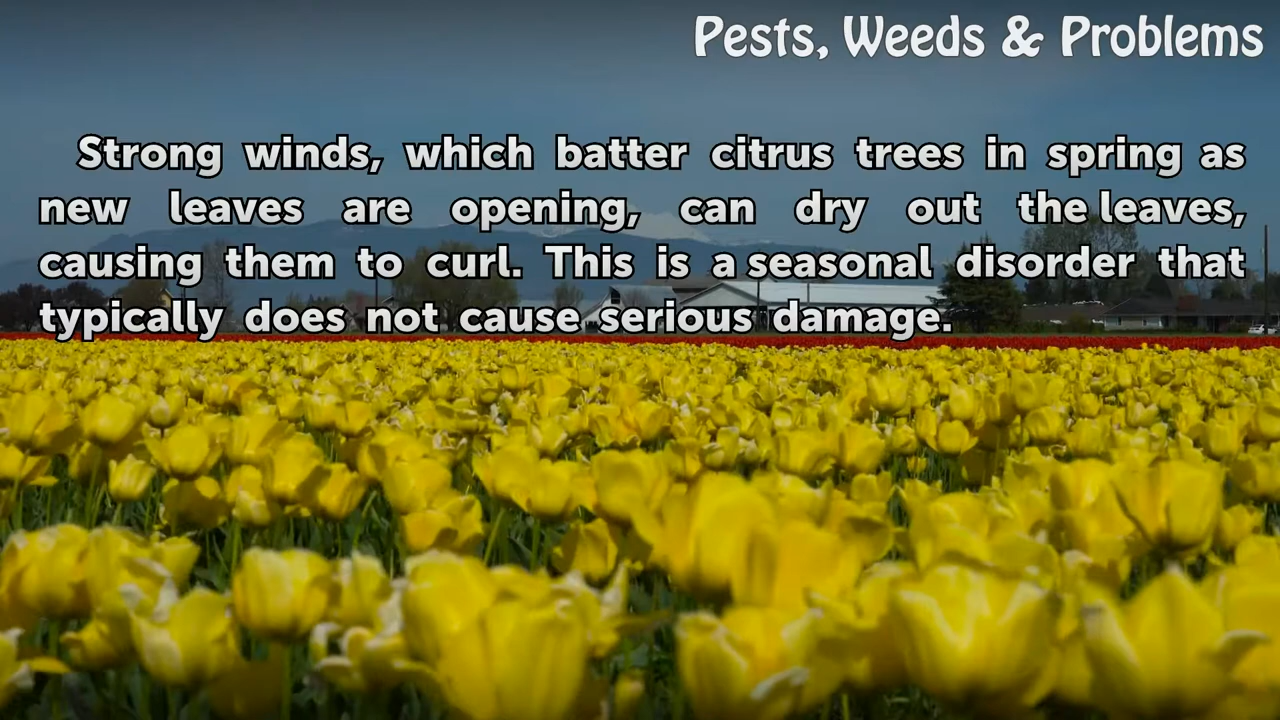 Pests, Weeds & Problems
Strong winds, which batter citrus trees in spring as
new leaves are opening, can dry out the leaves,
causing them to curl. This is a seasonal disorder that
typically does not cause serious damage.